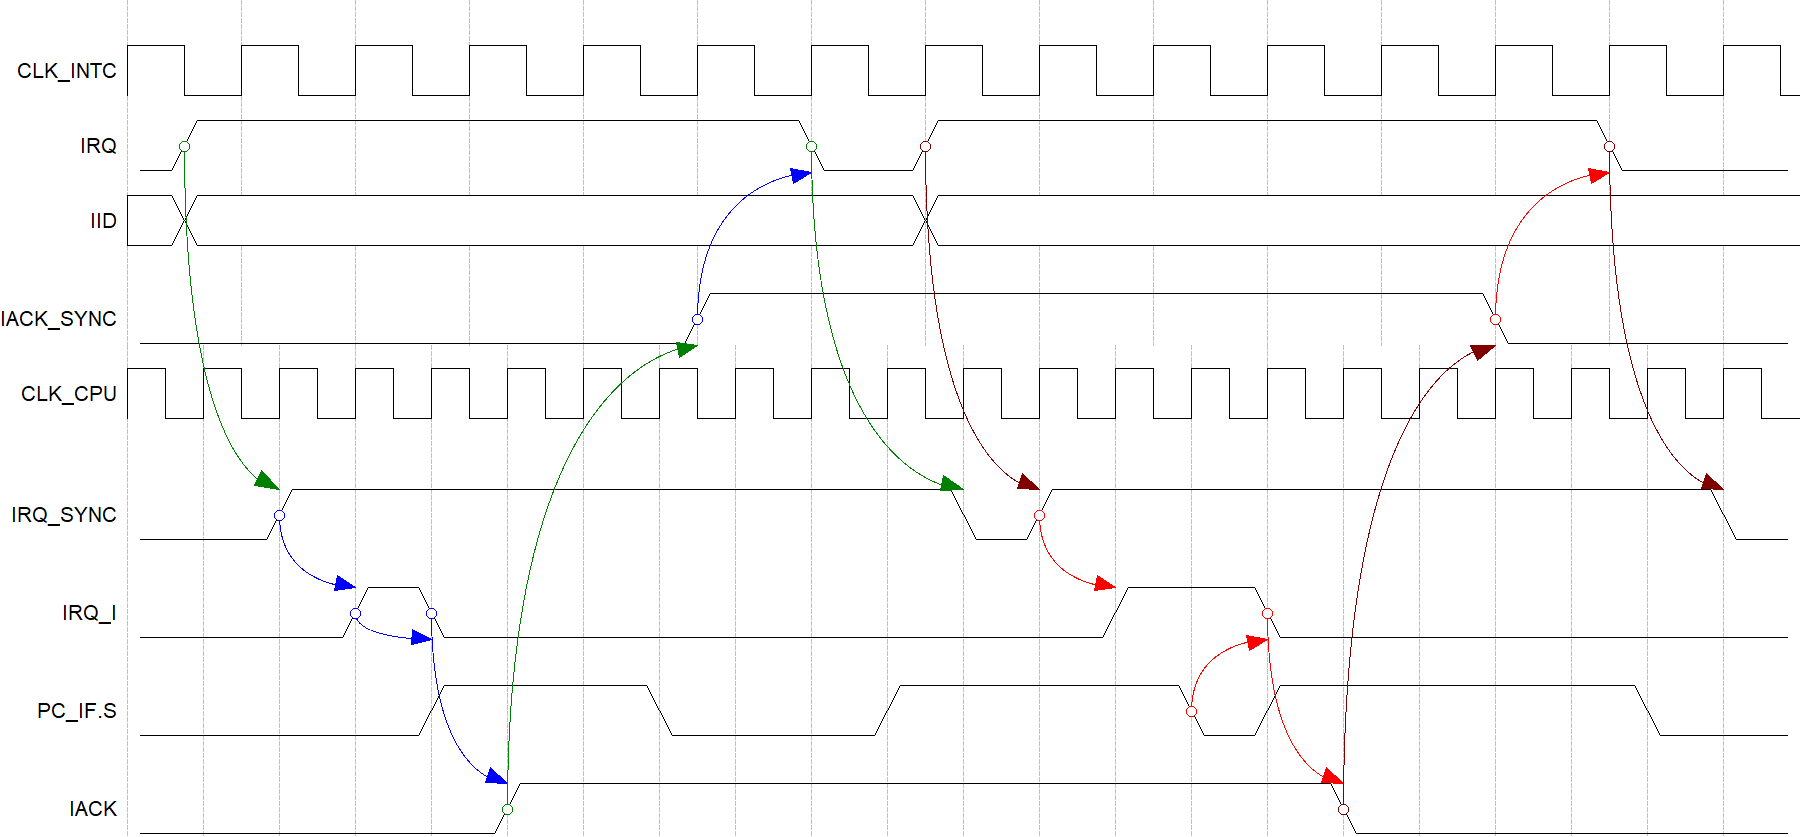 CLK_INTC
IRQ
IID
IACK_SYNC
CLK_CPU
IRQ_SYNC
IRQ_I
PC_IF.S
IACK